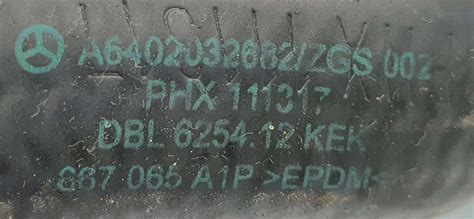 A6402032682/ZGS 002
PHX 111317
DBL 6254.12 KEK
667 065 A1P >EPDM<